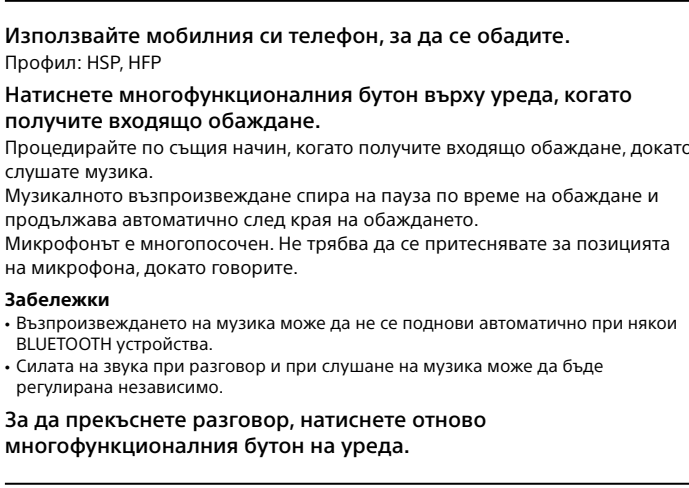 Използвайте мобилния си телефон, за да се обадите.
Профил: HSP, HFP
Натиснете многофункционалния бутон върху уреда, когато
получите входящо обаждане.
Процедирайте по същия начин, когато получите входящо обаждане, докато
слушате музика.
Музикалното възпроизвеждане спира на пауза по време на обаждане и
продължава автоматично след края на обаждането.
Микрофонът е многопосочен. Не трябва да се притеснявате за позицията
на микрофона, докато говорите.
Забележки
• Възпроизвеждането на музика може да не се поднови автоматично при някои
BLUETOOTH устройства.
• Силата на звука при разговор и при слушане на музика може да бъде
регулирана независимо.
За да прекъснете разговор, натиснете отново
многофункционалния бутон на уреда.